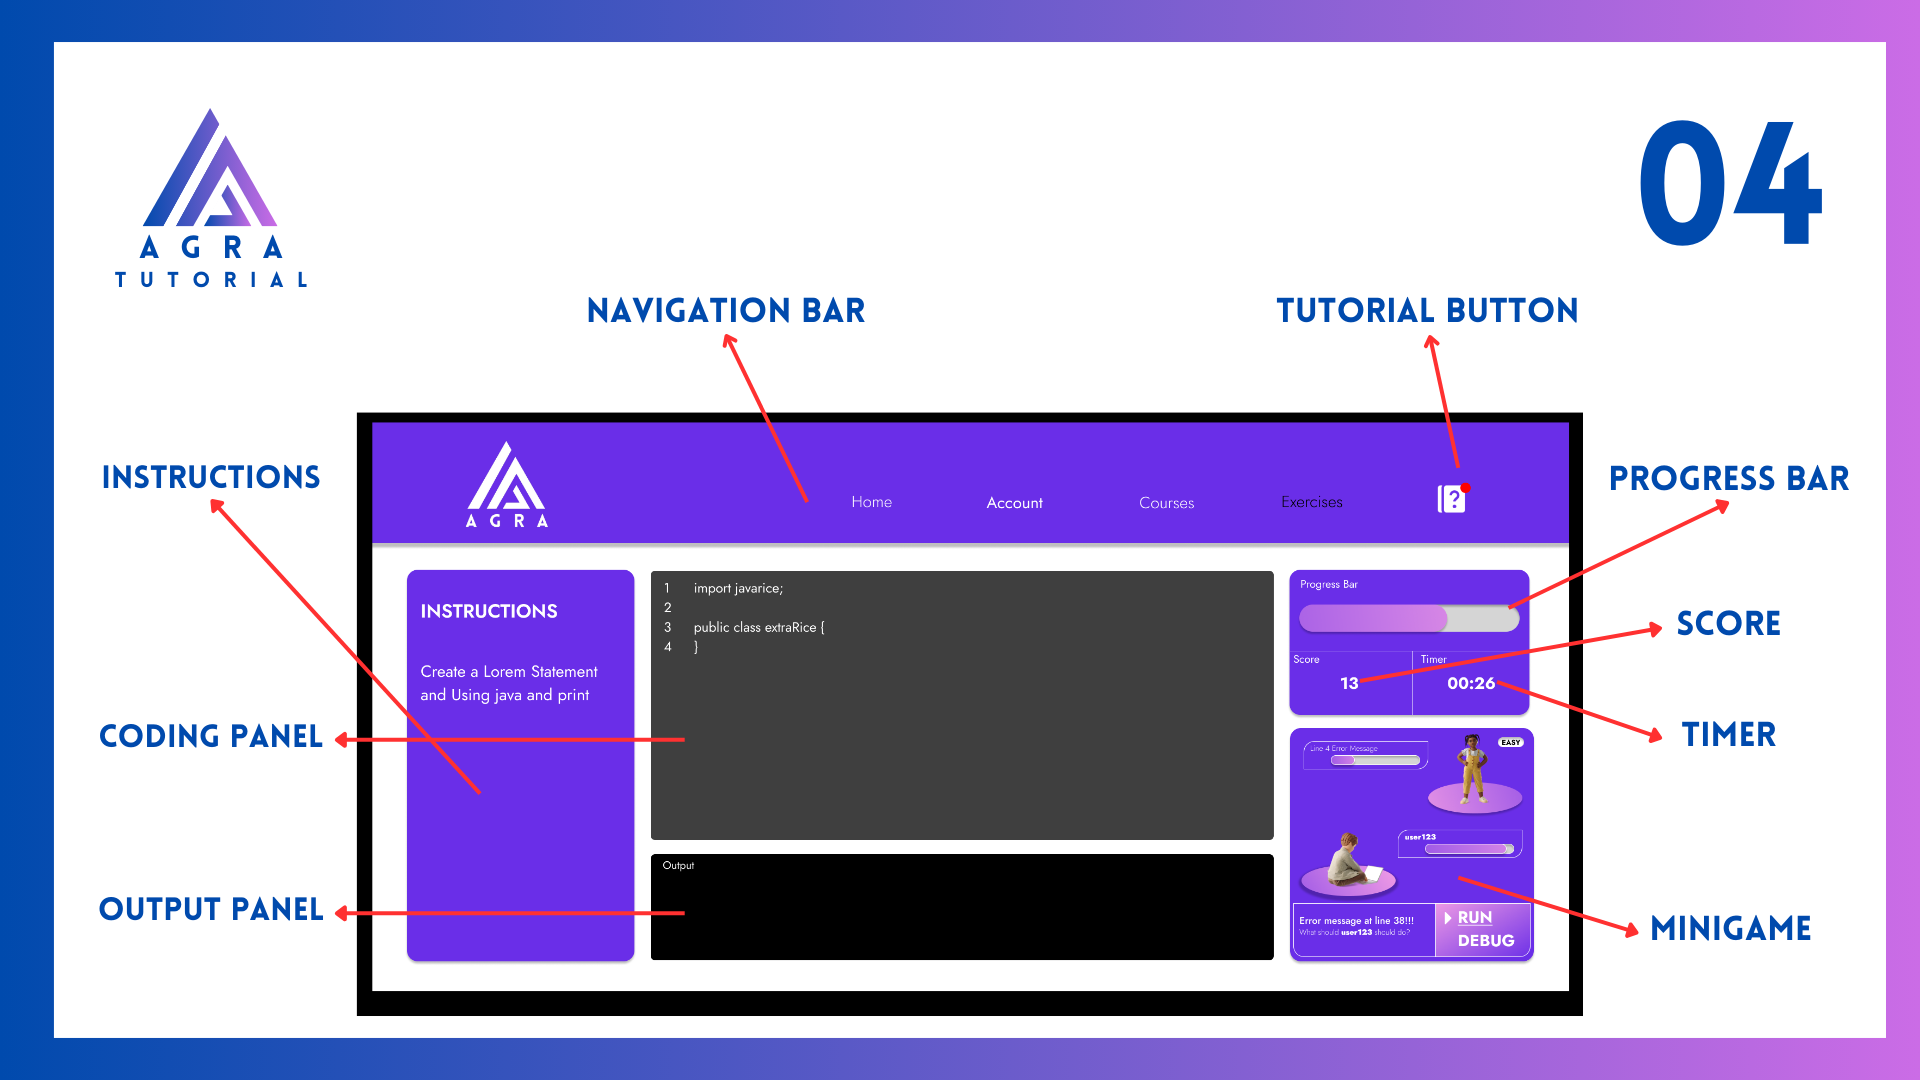 04
AGRA
TUTORIAL
NAVIGATION BAR
TUTORIAL BUTTON
INSTRUCTIONS
PROGRESS BAR
SCORE
CODING PANEL
TIMER
OUTPUT PANEL
MINIGAME
AGRA
Home
Account
Courses
Exercises
?
INSTRUCTIONS
Create a Lorem Statement
and Using java and print
1 import javarice;
2
3 public class extraRice {
4 }
Output
Progress Bar
Score
13
Timer
00:26
Line 4 Error Message
EASY
user123
Error message at line 38!!!
What should user123 should do?
RUN
DEBUG